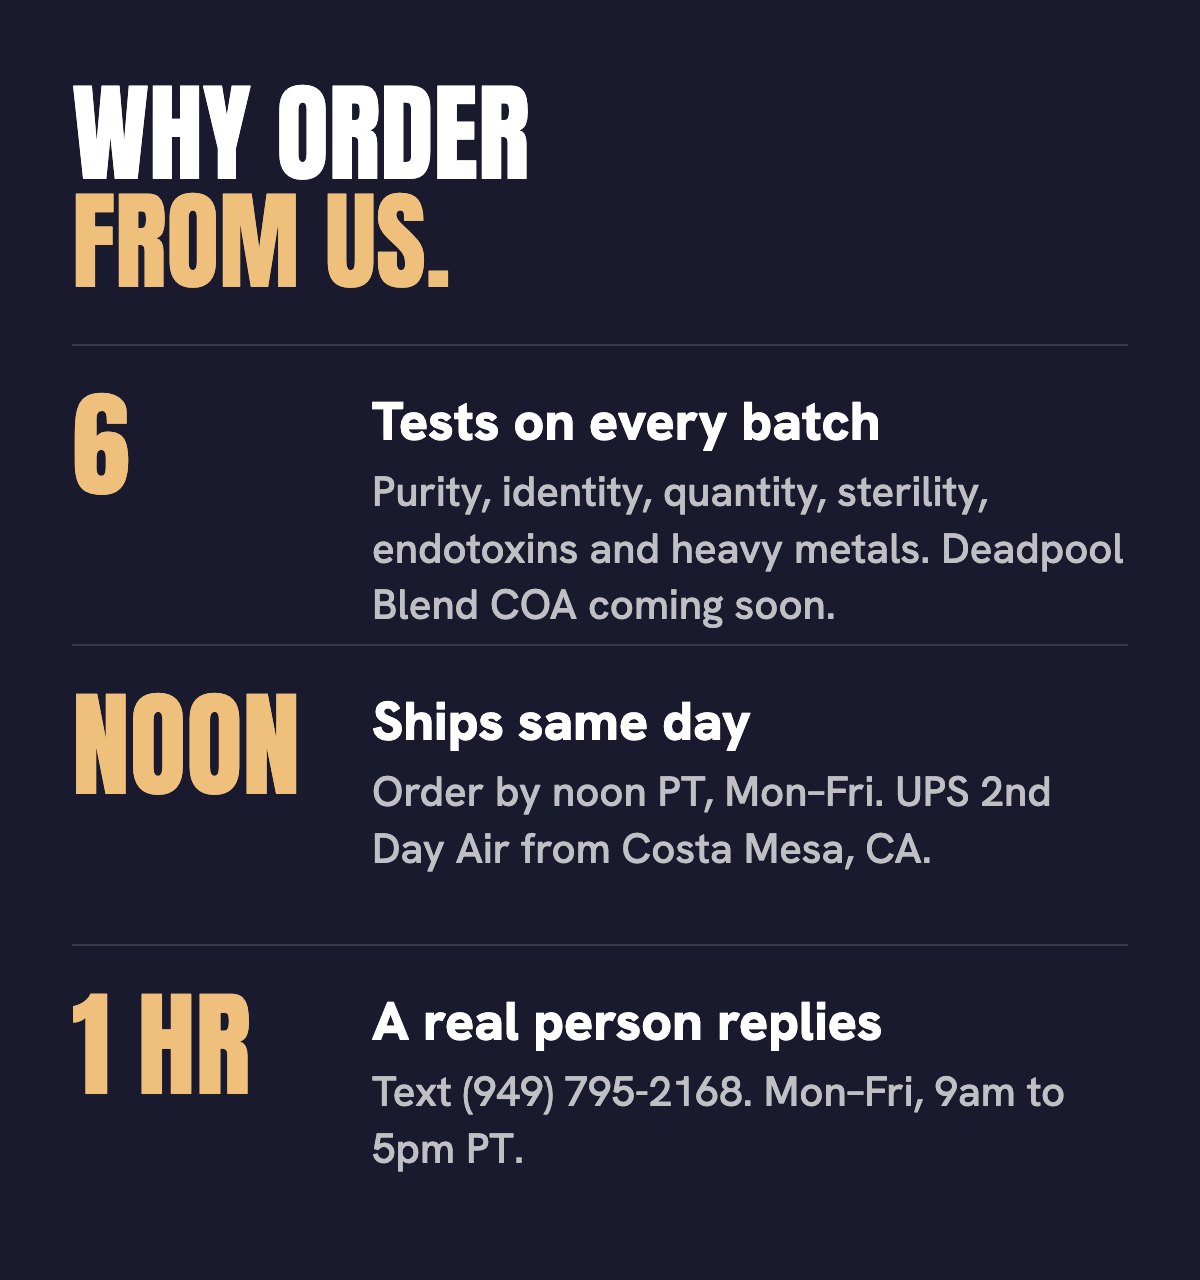 WHY ORDER
FROM US.
6
Tests on every batch
Purity, identity, quantity, sterility,
endotoxins and heavy metals. Deadpool
Blend COA coming soon.
NOON
Ships same day
Order by noon PT, Mon–Fri. UPS 2nd
Day Air from Costa Mesa, CA.
1 HR
A real person replies
Text (949) 795-2168. Mon–Fri, 9am to
5pm PT.